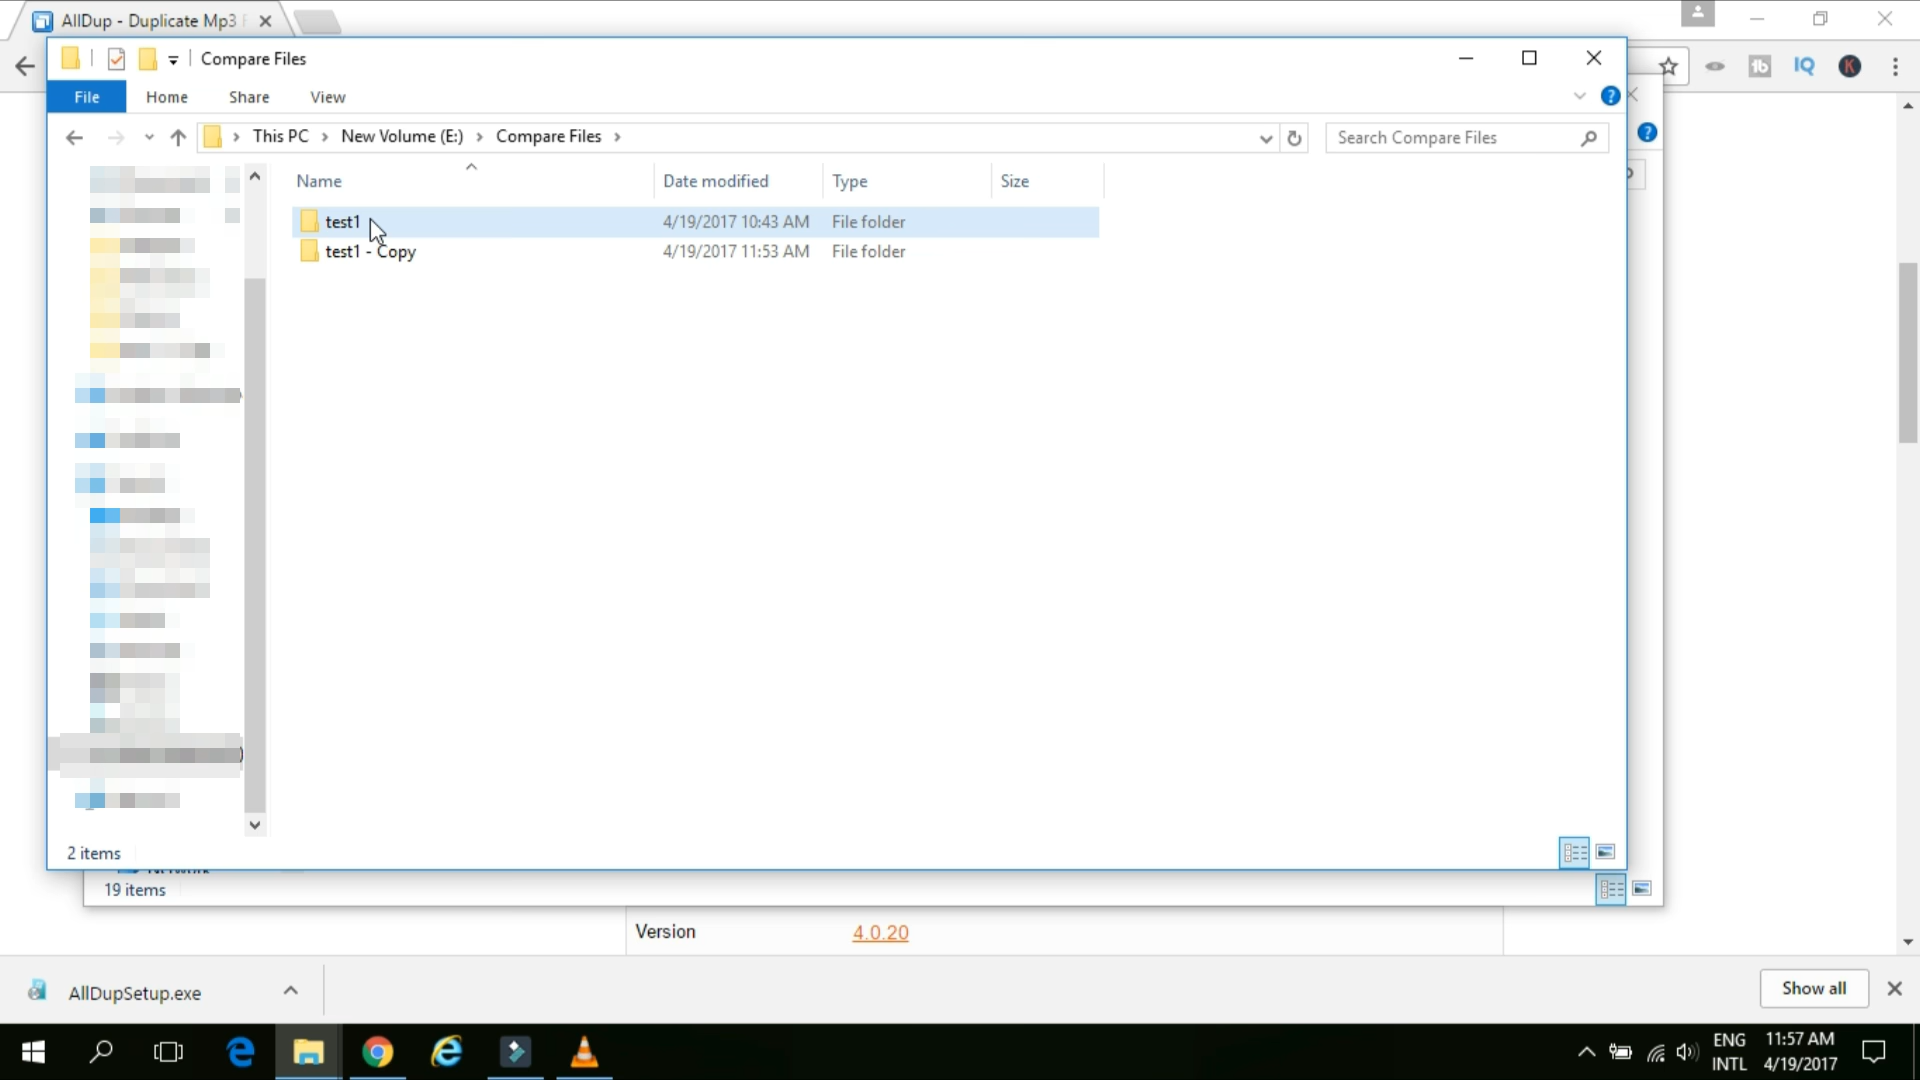 AllDup - Duplicate Mp3
Compare Files
File Home Share View
This PC New Volume (E:) Compare Files
Search Compare Files
Name Date modified Type Size
test1 4/19/2017 10:43 AM File folder
test1 - Copy 4/19/2017 11:53 AM File folder
2 items
19 items
Version 4.0.20
AllDupSetup.exe
Show all
ENG 11:57 AM
INTL 4/19/2017